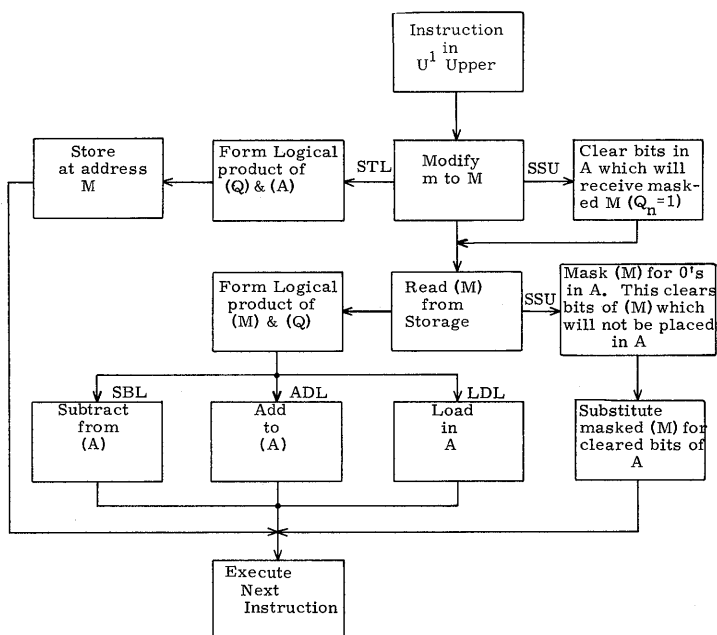 Instruction
in
U¹ Upper
Store
at address
M
Form Logical
product of
(Q) & (A)
STL
Modify
m to M
SSU
Clear bits in
A which will
receive mask-
ed M (Qn=1)
Form Logical
product of
(M) & (Q)
Read (M)
from
Storage
SSU
Mask (M) for 0's
in A. This clears
bits of (M) which
will not be placed
in A
SBL
ADL
LDL
Subtract
from
(A)
Add
to
(A)
Load
in
A
Substitute
masked (M) for
cleared bits of
A
Execute
Next
Instruction